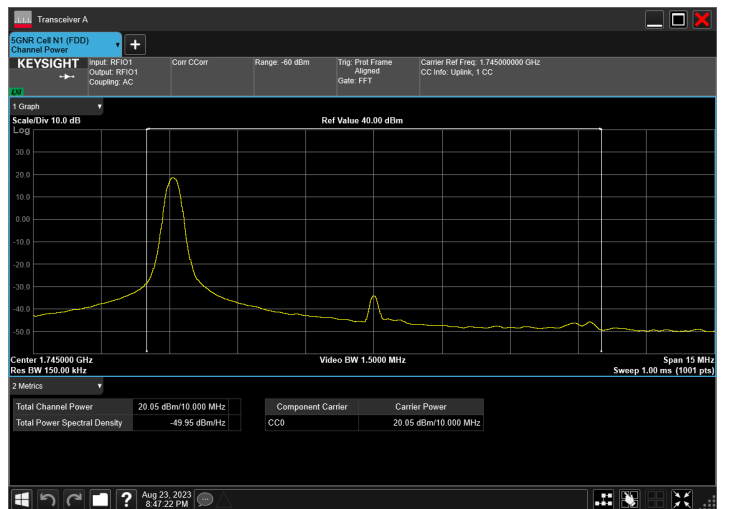 Transceiver A
5GNR Cell N1 (FDD)
Channel Power
KEYSIGHT
Input: RFIO1
Output: RFIO1
Coupling: AC
Corr CCorr
Range: -60 dBm
Trig: Prot Frame
Aligned
Gate: FFT
Carrier Ref Freq: 1.745000000 GHz
CC Info: Uplink, 1 CC
LXI
1 Graph
Scale/Div 10.0 dB
Ref Value 40.00 dBm
Log
30.0
20.0
10.0
0.00
-10.0
-20.0
-30.0
-40.0
-50.0
Center 1.745000 GHz
Video BW 1.5000 MHz
Span 15 MHz
Res BW 150.00 kHz
Sweep 1.00 ms (1001 pts)
2 Metrics
Total Channel Power 20.05 dBm/10.000 MHz
Total Power Spectral Density -49.95 dBm/Hz
Component Carrier Carrier Power
CC0 20.05 dBm/10.000 MHz
Aug 23, 2023
8:47:22 PM